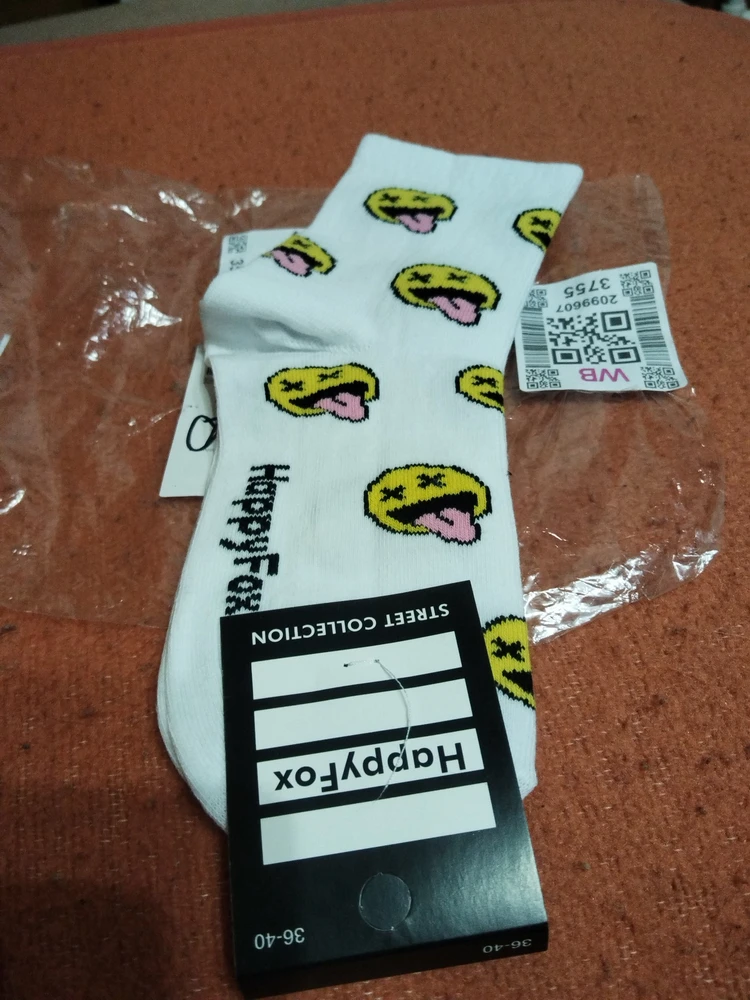 HappyFox
STREET COLLECTION
HappyFox
36-40
36-40
WB
2099607
3755